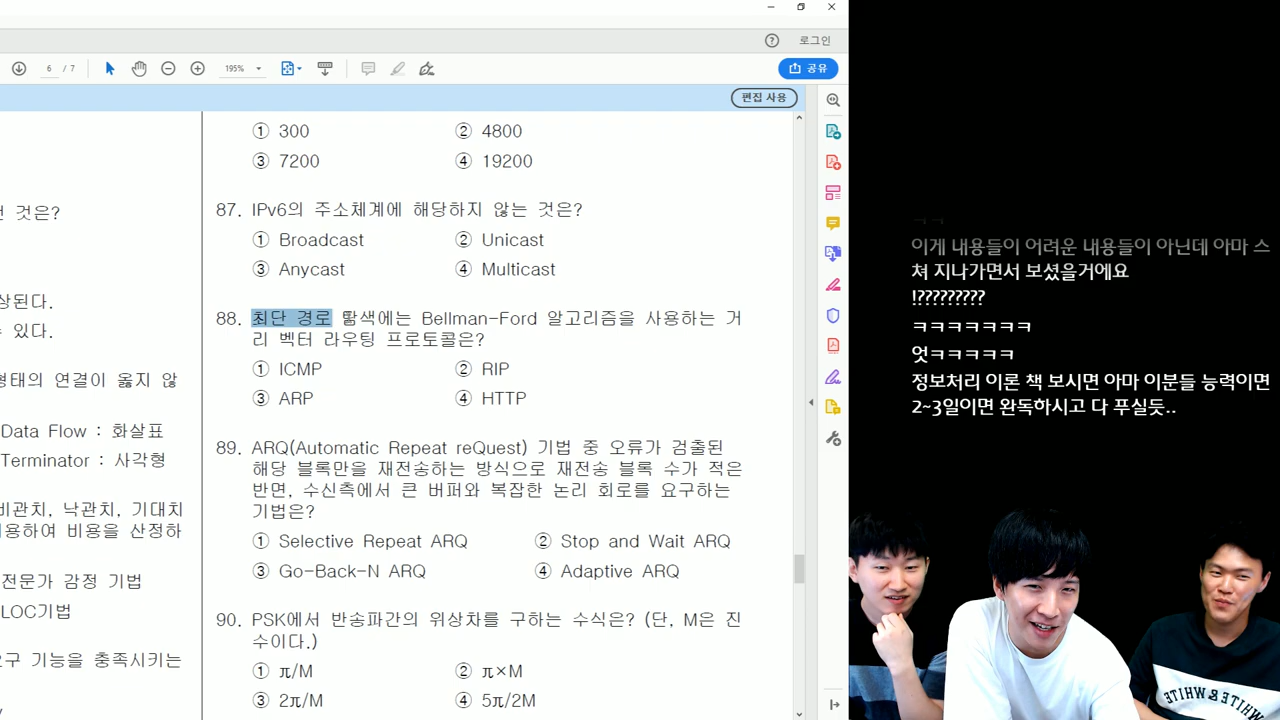 로그인
6 / 7
195%
공유
편집 사용
것은?
상된다.
있다.
형태의 연결이 옳지 않
Data Flow : 화살표
Terminator : 사각형
비관치, 낙관치, 기대치
용하여 비용을 산정하
전문가 감정 기법
LOC기법
구 기능을 충족시키는
① 300 ② 4800
③ 7200 ④ 19200
87. IPv6의 주소체계에 해당하지 않는 것은?
① Broadcast ② Unicast
③ Anycast ④ Multicast
88. 최단 경로 탐색에는 Bellman-Ford 알고리즘을 사용하는 거
리 벡터 라우팅 프로토콜은?
① ICMP ② RIP
③ ARP ④ HTTP
89. ARQ(Automatic Repeat reQuest) 기법 중 오류가 검출된
해당 블록만을 재전송하는 방식으로 재전송 블록 수가 적은
반면, 수신측에서 큰 버퍼와 복잡한 논리 회로를 요구하는
기법은?
① Selective Repeat ARQ ② Stop and Wait ARQ
③ Go-Back-N ARQ ④ Adaptive ARQ
90. PSK에서 반송파간의 위상차를 구하는 수식은? (단, M은 진
수이다.)
① π/M ② π×M
③ 2π/M ④ 5π/2M
이게 내용들이 어려운 내용들이 아닌데 아마 스
쳐 지나가면서 보셨을거에요
!?????????
ㅋㅋㅋㅋㅋㅋㅋ
엇ㅋㅋㅋㅋㅋ
정보처리 이론 책 보시면 아마 이분들 능력이면
2~3일이면 완독하시고 다 푸실듯..
WHITE & WHITE